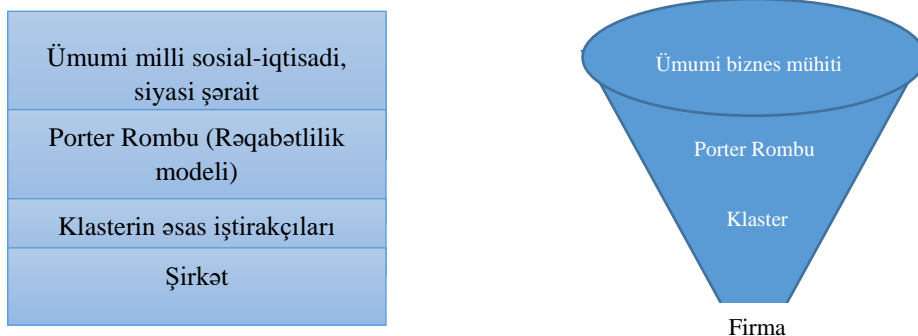 Ümumi milli sosial-iqtisadi,
siyasi şərait
Porter Rombu (Rəqabətlilik
modeli)
Klasterin əsas iştirakçıları
Şirkət
Ümumi biznes mühiti
Porter Rombu
Klaster
Firma